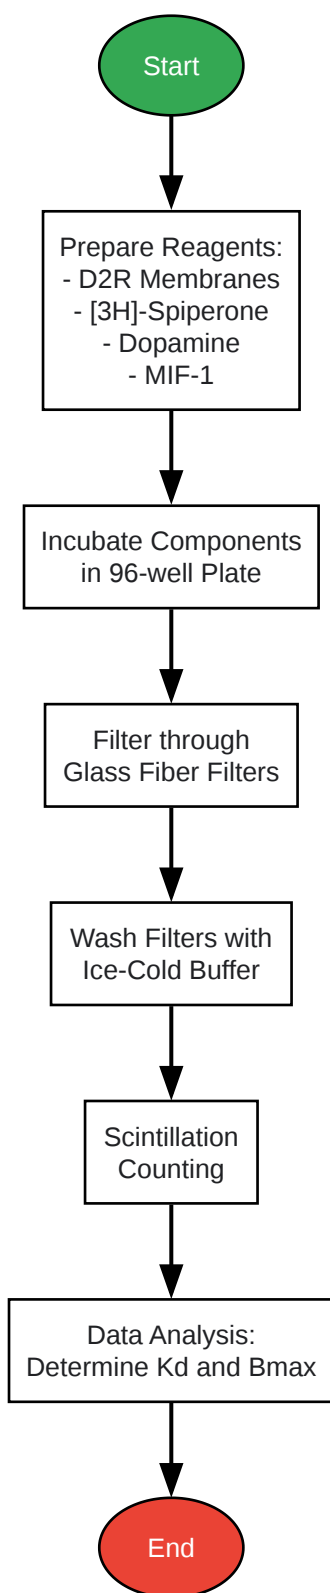 Start
Prepare Reagents:
- D2R Membranes
- [3H]-Spiperone
- Dopamine
- MIF-1
Incubate Components
in 96-well Plate
Filter through
Glass Fiber Filters
Wash Filters with
Ice-Cold Buffer
Scintillation
Counting
Data Analysis:
Determine Kd and Bmax
End